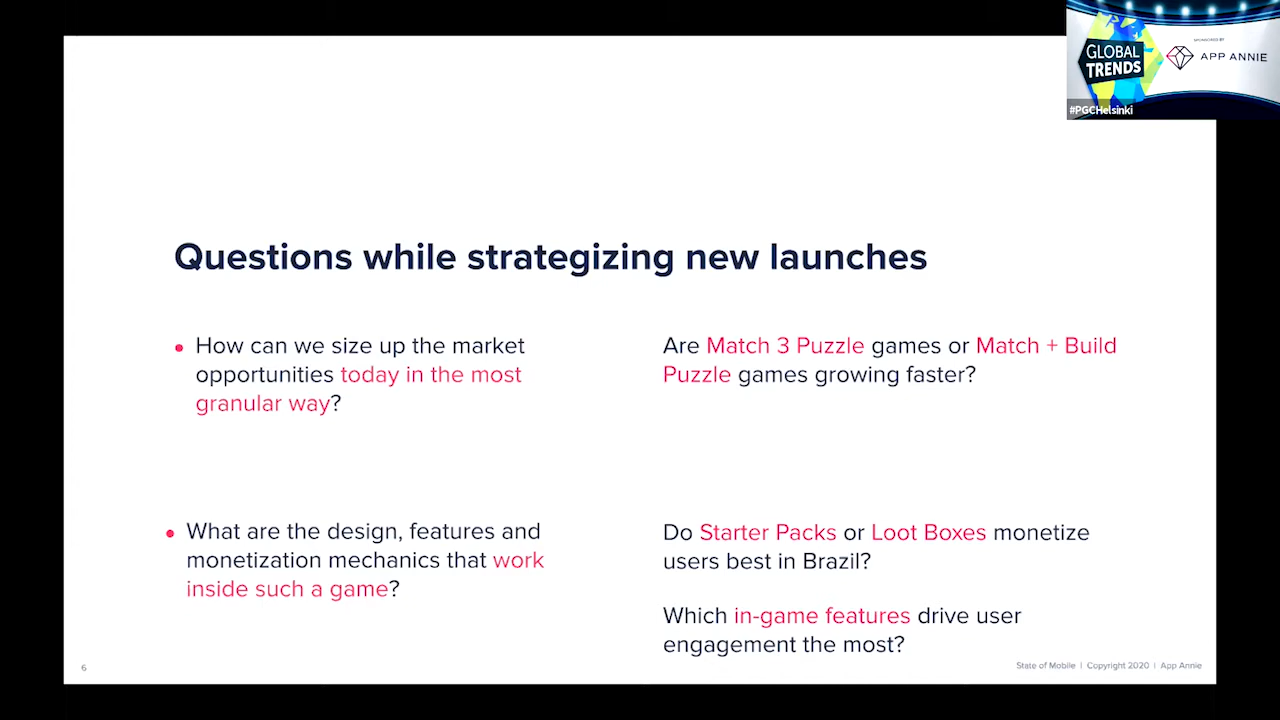 GLOBAL
TRENDS
SPONSORED BY
APP ANNIE
#PGCHelsinki
Questions while strategizing new launches
• How can we size up the market
opportunities today in the most
granular way?
Are Match 3 Puzzle games or Match + Build
Puzzle games growing faster?
• What are the design, features and
monetization mechanics that work
inside such a game?
Do Starter Packs or Loot Boxes monetize
users best in Brazil?
Which in-game features drive user
engagement the most?
6
State of Mobile | Copyright 2020 | App Annie